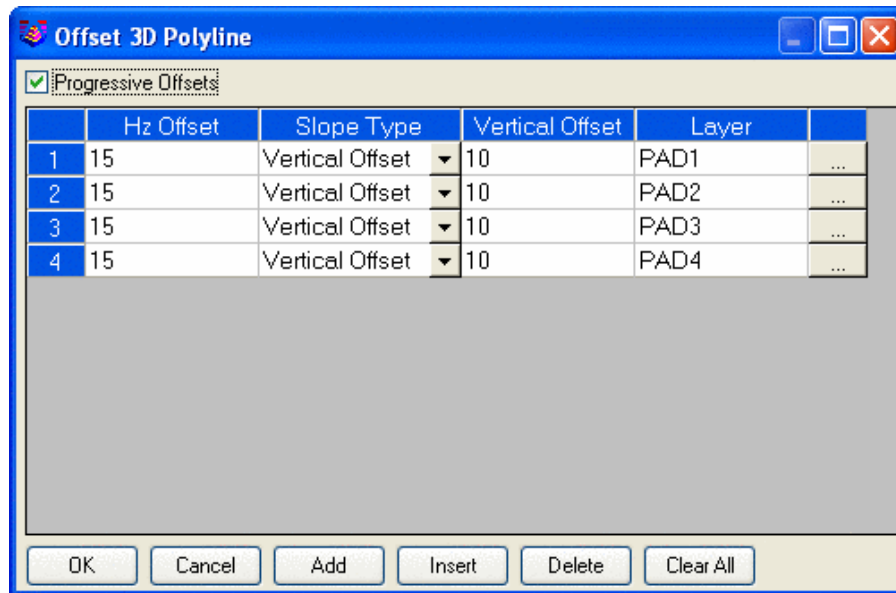 Offset 3D Polyline
Progressive Offsets
Hz Offset Slope Type Vertical Offset Layer
1 15 Vertical Offset 10 PAD1 ...
2 15 Vertical Offset 10 PAD2 ...
3 15 Vertical Offset 10 PAD3 ...
4 15 Vertical Offset 10 PAD4 ...
OK Cancel Add Insert Delete Clear All